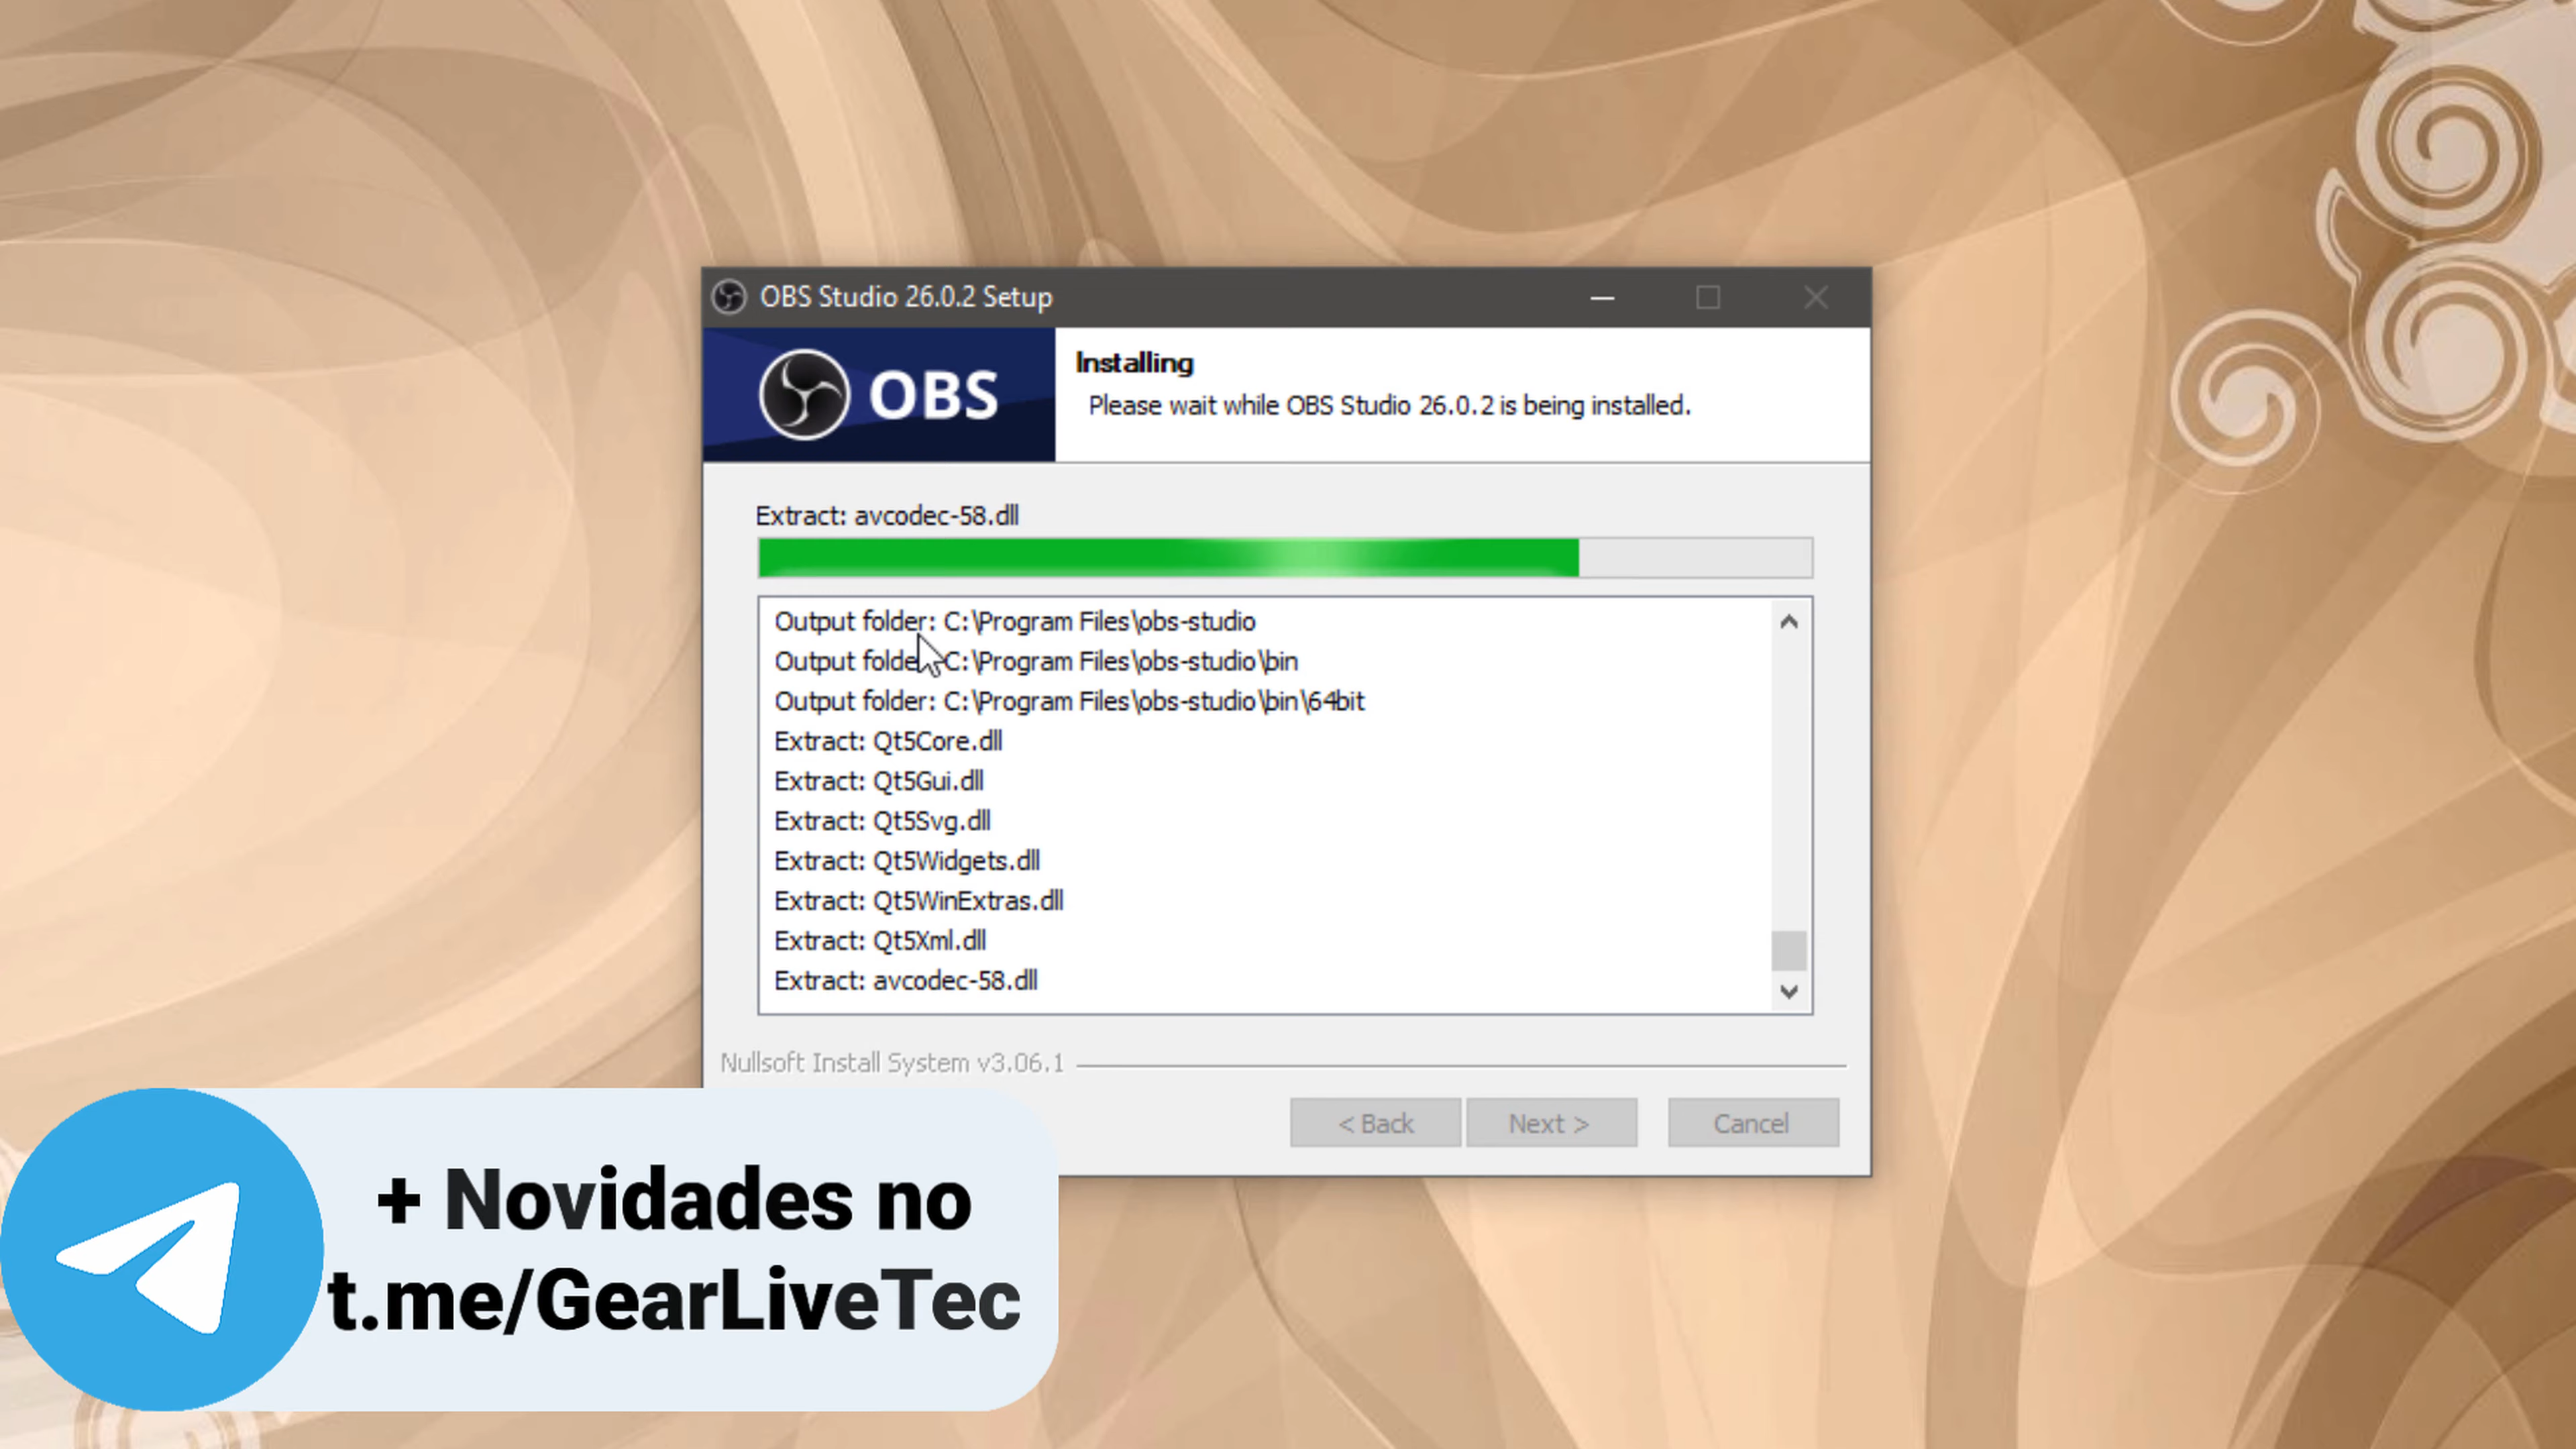 OBS Studio 26.0.2 Setup
OBS
Installing
Please wait while OBS Studio 26.0.2 is being installed.
Extract: avcodec-58.dll
Output folder: C:\Program Files\obs-studio
Output folder: C:\Program Files\obs-studio\bin
Output folder: C:\Program Files\obs-studio\bin\64bit
Extract: Qt5Core.dll
Extract: Qt5Gui.dll
Extract: Qt5Svg.dll
Extract: Qt5Widgets.dll
Extract: Qt5WinExtras.dll
Extract: Qt5Xml.dll
Extract: avcodec-58.dll
Nullsoft Install System v3.06.1
< Back Next > Cancel
+ Novidades no
t.me/GearLiveTec